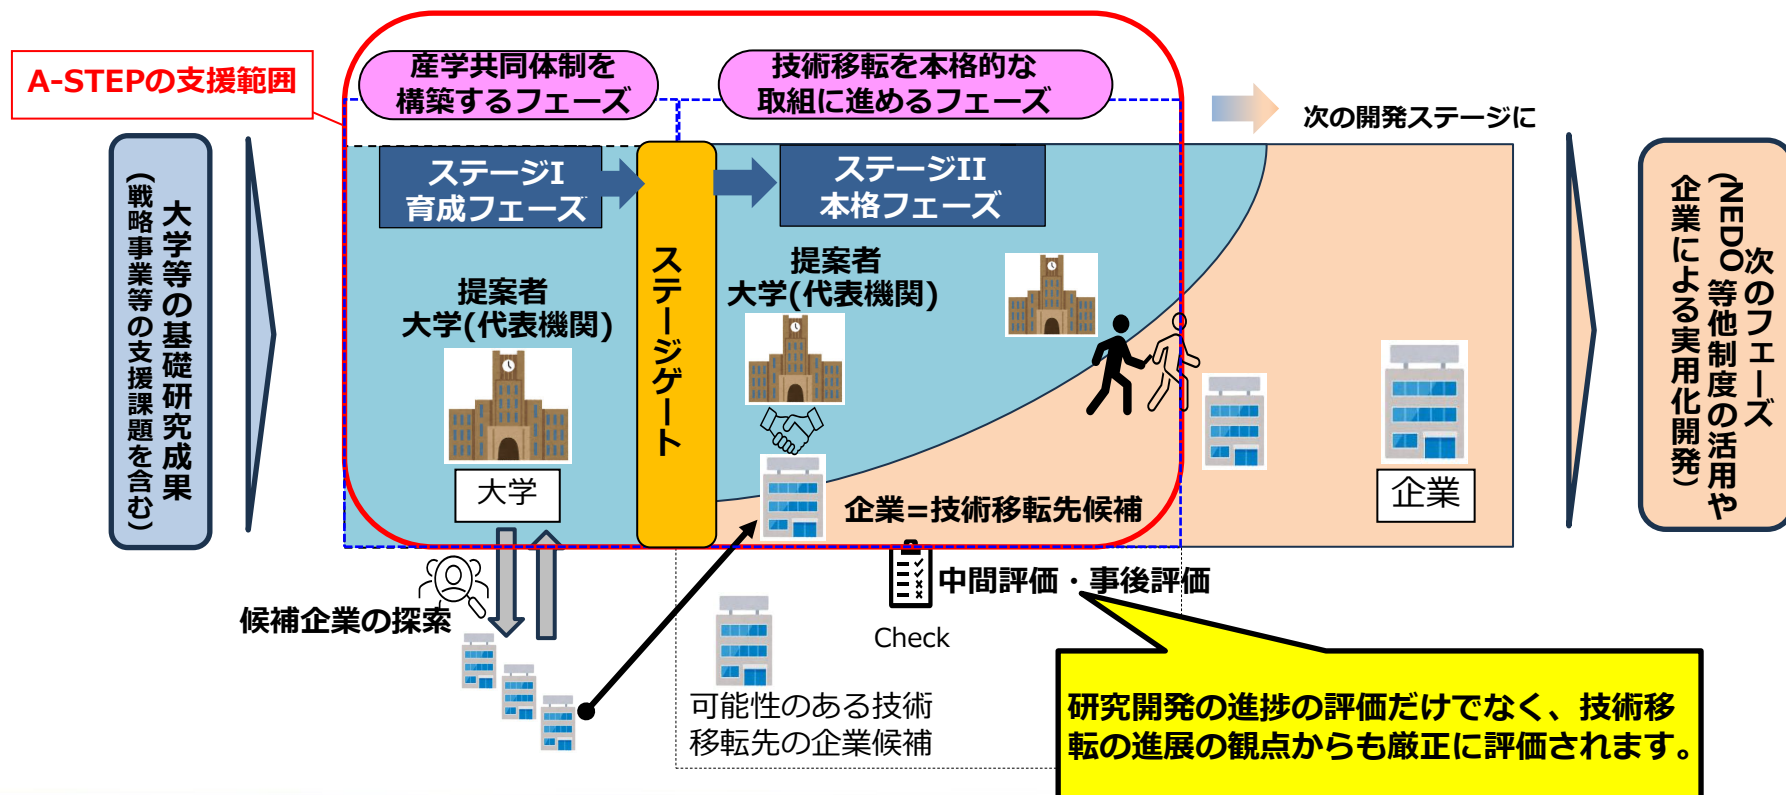 A-STEPの支援範囲
産学共同体制を
構築するフェーズ
技術移転を本格的な
取組に進めるフェーズ
次の開発ステージに
大学等の基礎研究成果
(戦略事業等の支援課題を含む)
ステージI
育成フェーズ
ステージゲート
ステージII
本格フェーズ
次のフェーズ
(NEDO等他制度の活用や
企業による実用化開発)
提案者
大学(代表機関)
提案者
大学(代表機関)
大学
企業=技術移転先候補
企業
候補企業の探索
中間評価・事後評価
Check
可能性のある技術
移転先の企業候補
研究開発の進捗の評価だけでなく、技術移
転の進展の観点からも厳正に評価されます。